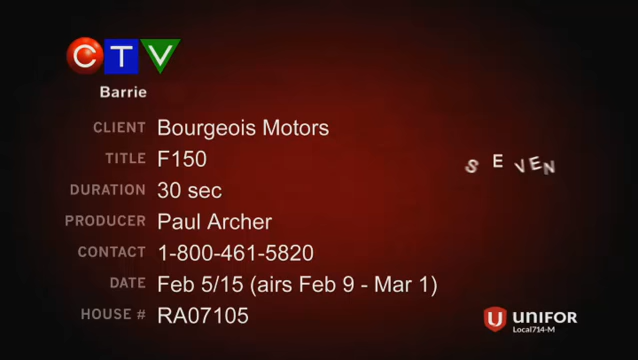 CTV
Barrie
CLIENT Bourgeois Motors
TITLE F150
DURATION 30 sec
PRODUCER Paul Archer
CONTACT 1-800-461-5820
DATE Feb 5/15 (airs Feb 9 - Mar 1)
HOUSE # RA07105
SEVEN
U UNIFOR
Local714-M